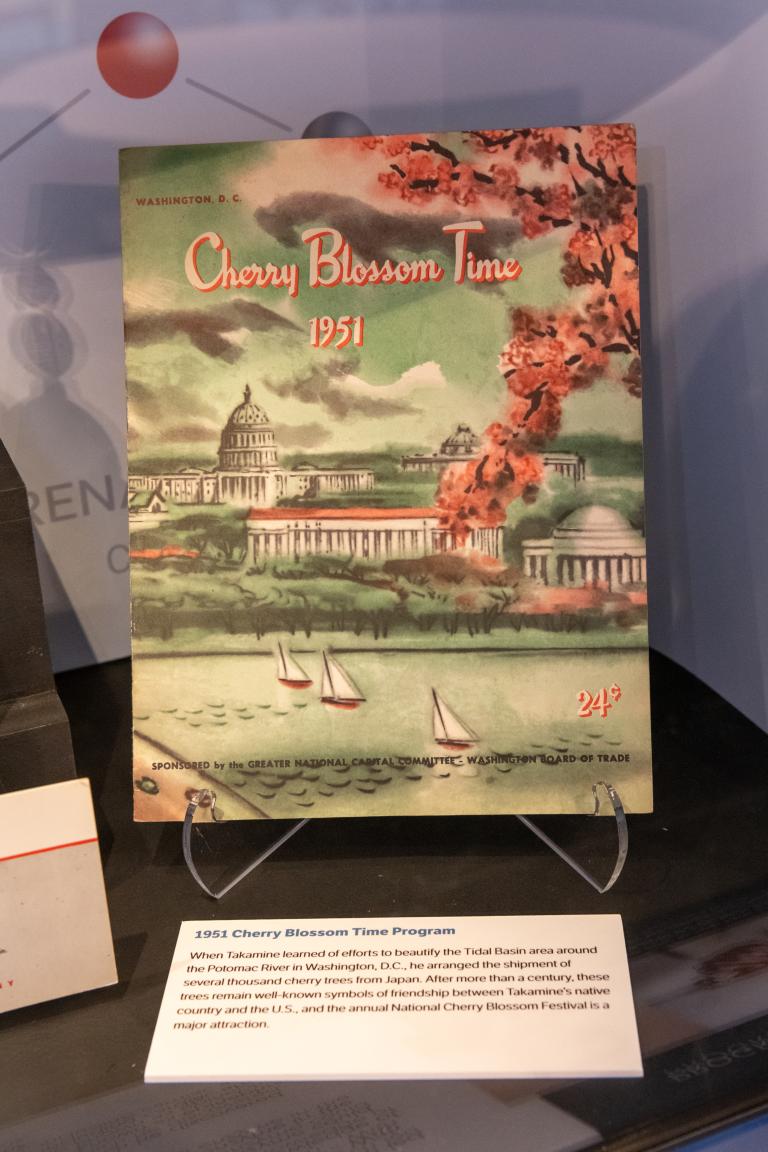 WASHINGTON, D. C.
Cherry Blossom Time
1951
24¢
SPONSORED by the GREATER NATIONAL CAPITAL COMMITTEE - WASHINGTON BOARD OF TRADE
1951 Cherry Blossom Time Program
When Takamine learned of efforts to beautify the Tidal Basin area around
the Potomac River in Washington, D.C., he arranged the shipment of
several thousand cherry trees from Japan. After more than a century, these
trees remain well-known symbols of friendship between Takamine's native
country and the U.S., and the annual National Cherry Blossom Festival is a
major attraction.